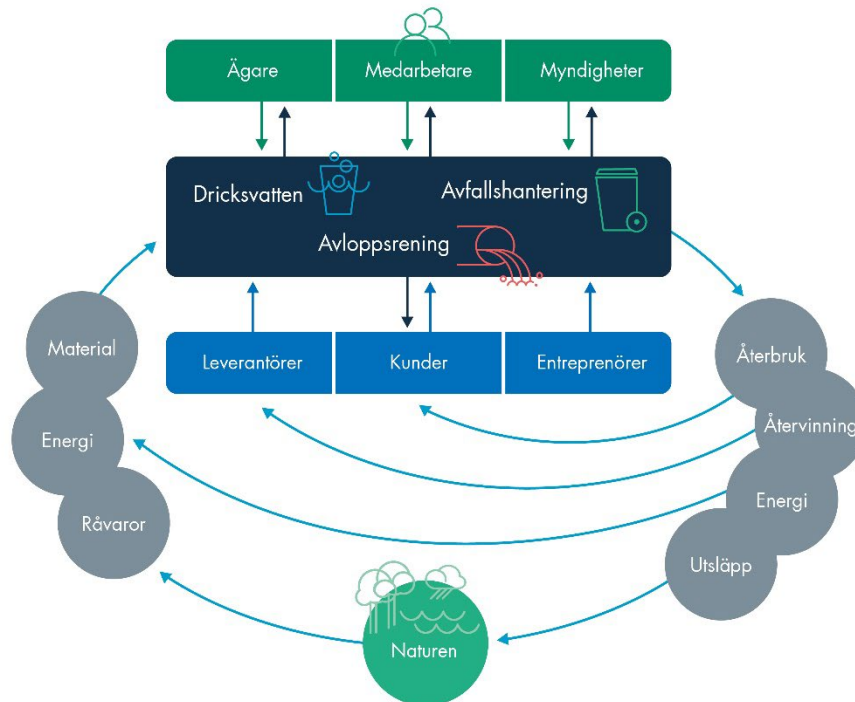 Ägare
Medarbetare
Myndigheter
Dricksvatten
Avfallshantering
Avloppsrening
Leverantörer
Kunder
Entreprenörer
Material
Energi
Råvaror
Återbruk
Återvinning
Energi
Utsläpp
Naturen